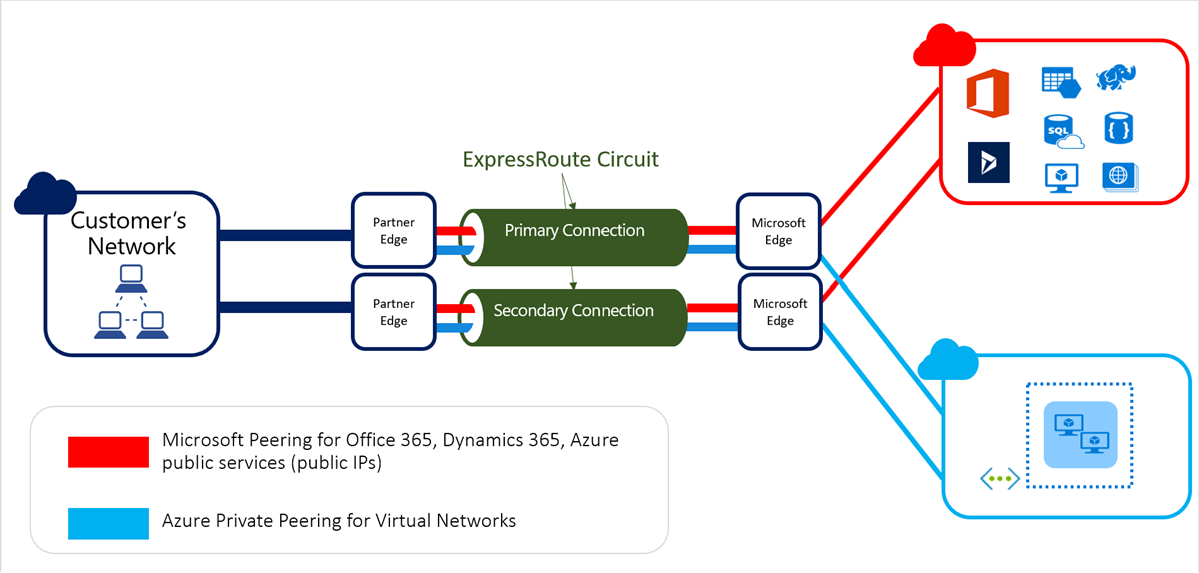 ExpressRoute Circuit
Customer's
Network
Partner
Edge
Primary Connection
Microsoft
Edge
Partner
Edge
Secondary Connection
Microsoft
Edge
SQL
Microsoft Peering for Office 365, Dynamics 365, Azure
public services (public IPs)
Azure Private Peering for Virtual Networks